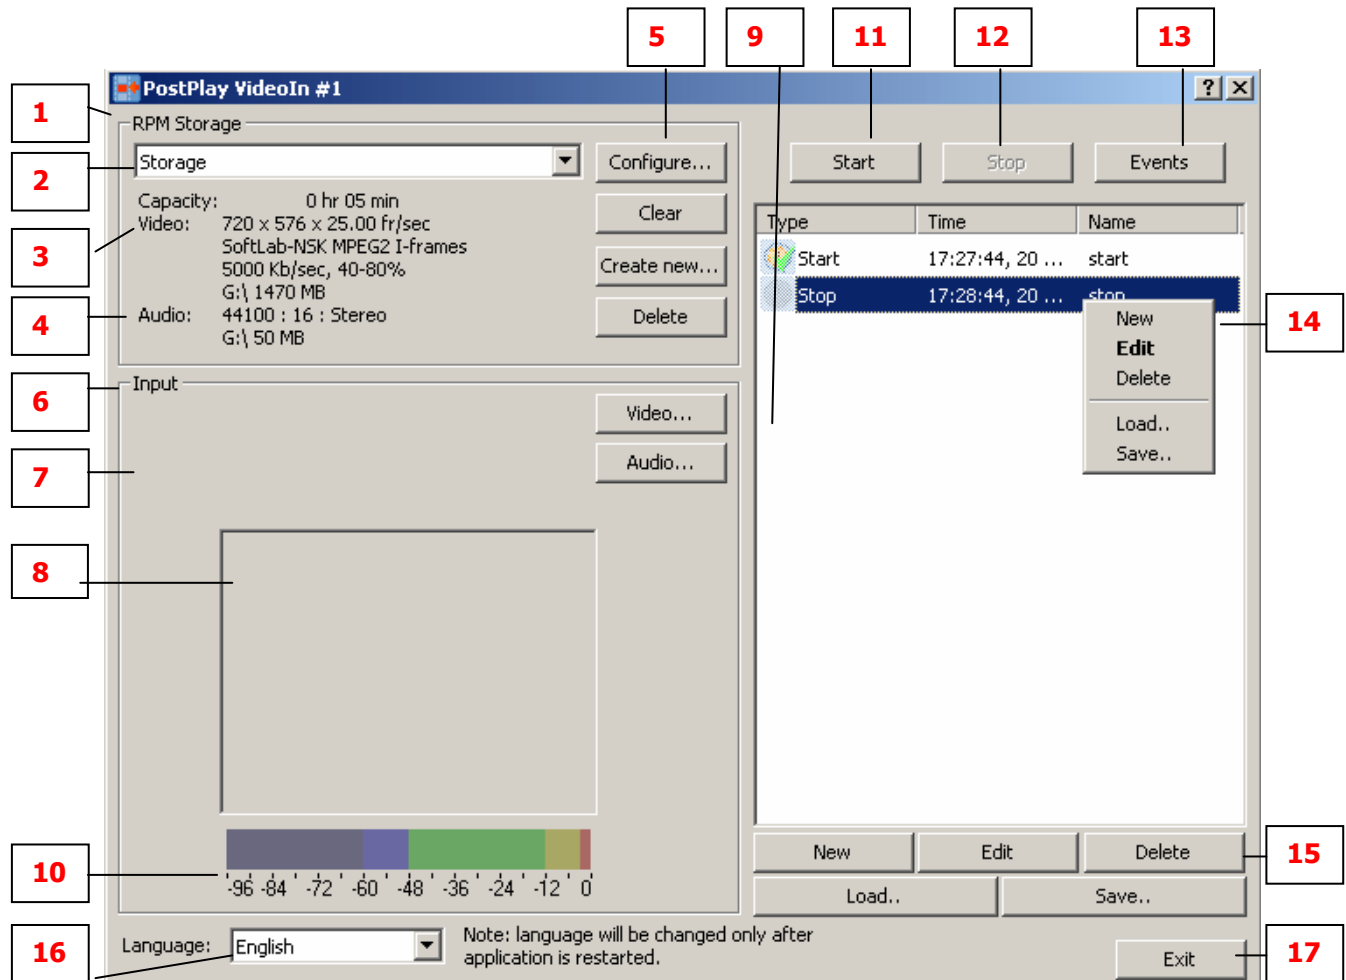 5 9 11 12 13
PostPlay VideoIn #1
1
RPM Storage
Storage
Configure...
Start
Stop
Events
2
Capacity: 0 hr 05 min
Clear
Video: 720 x 576 x 25.00 fr/sec
Type Time Name
3
SoftLab-NSK MPEG2 I-frames
Start 17:27:44, 20 ... start
5000 Kb/sec, 40-80%
Create new...
G:\ 1470 MB
Stop 17:28:44, 20 ... stop
4
Audio: 44100 : 16 : Stereo
Delete
G:\ 50 MB
New
14
Edit
Delete
Load..
Save..
6
Input
Video...
7
Audio...
8
10
-96 -84 -72 -60 -48 -36 -24 -12 0
New
Edit
Delete
15
Load..
Save..
16
Language: English
Note: language will be changed only after
application is restarted.
Exit
17